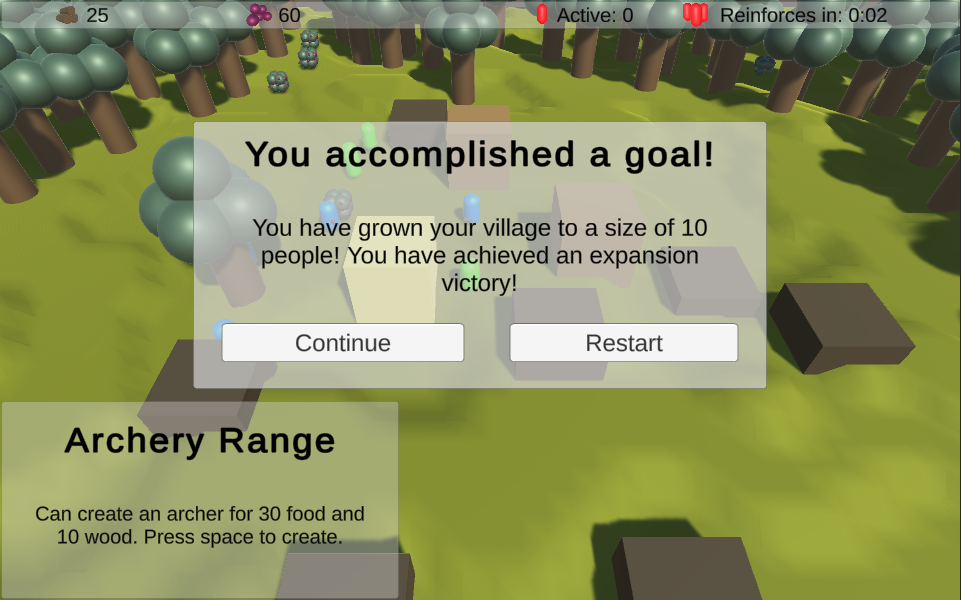 25
60
Active: 0
Reinforces in: 0:02
You accomplished a goal!
You have grown your village to a size of 10
people! You have achieved an expansion
victory!
Continue
Restart
Archery Range
Can create an archer for 30 food and
10 wood. Press space to create.